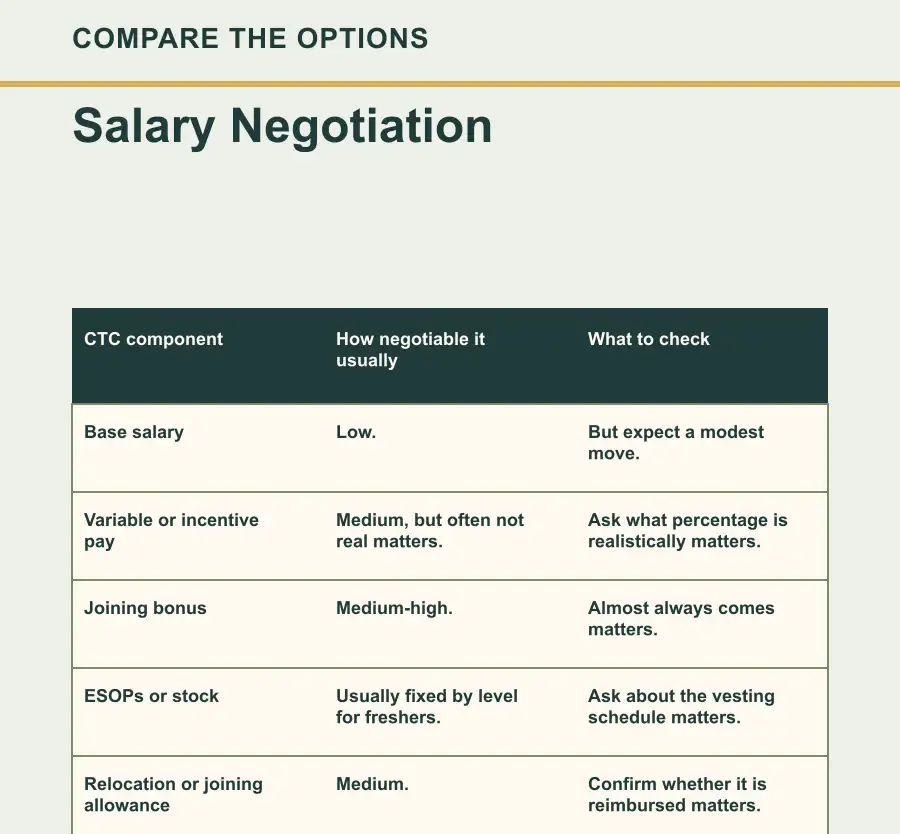 COMPARE THE OPTIONS
Salary Negotiation
CTC component
How negotiable it
usually
What to check
Base salary
Low.
But expect a modest
move.
Variable or incentive
pay
Medium, but often not
real matters.
Ask what percentage is
realistically matters.
Joining bonus
Medium-high.
Almost always comes
matters.
ESOPs or stock
Usually fixed by level
for freshers.
Ask about the vesting
schedule matters.
Relocation or joining
allowance
Medium.
Confirm whether it is
reimbursed matters.